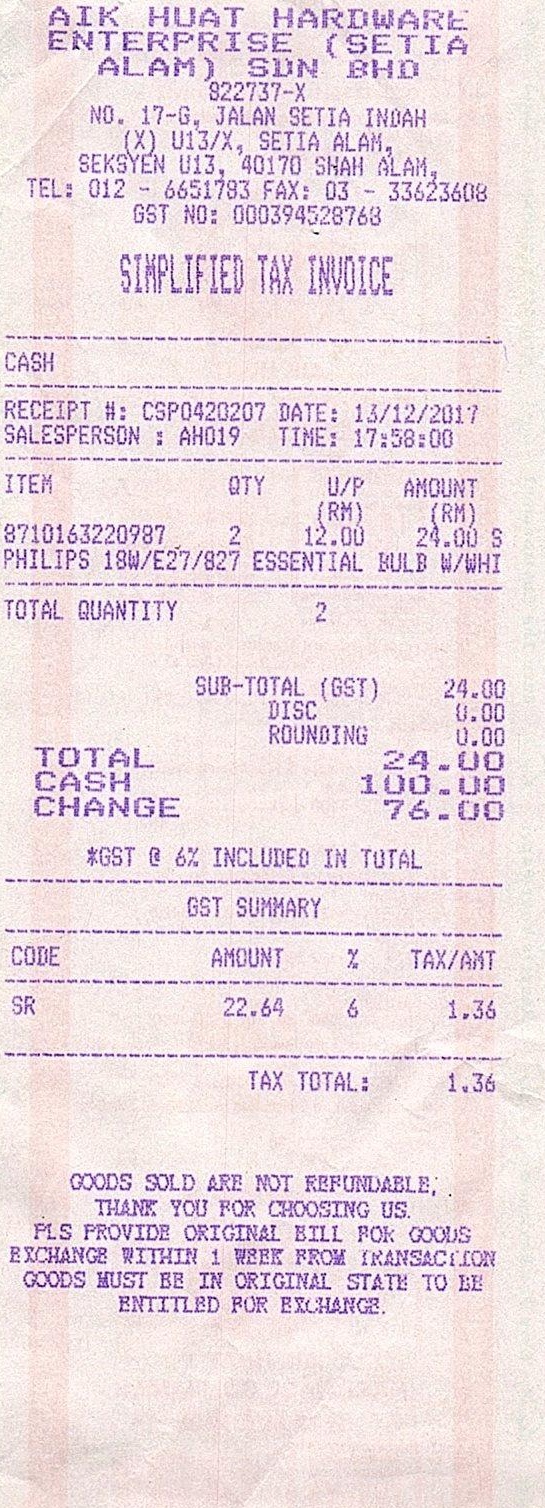 AIK HUAT HARDWARE
ENTERPRISE (SETIA
ALAM) SDN BHD
822737-X
NO. 17-G, JALAN SETIA INDAH
(X) U13/X, SETIA ALAM,
SEKSYEN U13, 40170 SHAH ALAM,
TEL: 012 - 6651783 FAX: 03 - 33623608
GST NO: 000394528768
SIMPLIFIED TAX INVOICE
CASH
RECEIPT #: CSP0420207 DATE: 13/12/2017
SALESPERSON : AH019 TIME: 17:58:00
ITEM QTY U/P AMOUNT
(RM) (RM)
8710163220987 2 12.00 24.00 S
PHILIPS 18W/E27/827 ESSENTIAL BULB W/WHI
TOTAL QUANTITY 2
SUB-TOTAL (GST) 24.00
DISC 0.00
ROUNDING 0.00
TOTAL 24.00
CASH 100.00
CHANGE 76.00
*GST @ 6% INCLUDED IN TOTAL
GST SUMMARY
CODE AMOUNT % TAX/AMT
SR 22.64 6 1.36
TAX TOTAL: 1.36
GOODS SOLD ARE NOT REFUNDABLE,
THANK YOU FOR CHOOSING US.
PLS PROVIDE ORIGINAL BILL FOR GOODS
EXCHANGE WITHIN 1 WEEK FROM TRANSACTION
GOODS MUST BE IN ORIGINAL STATE TO BE
ENTITLED FOR EXCHANGE.